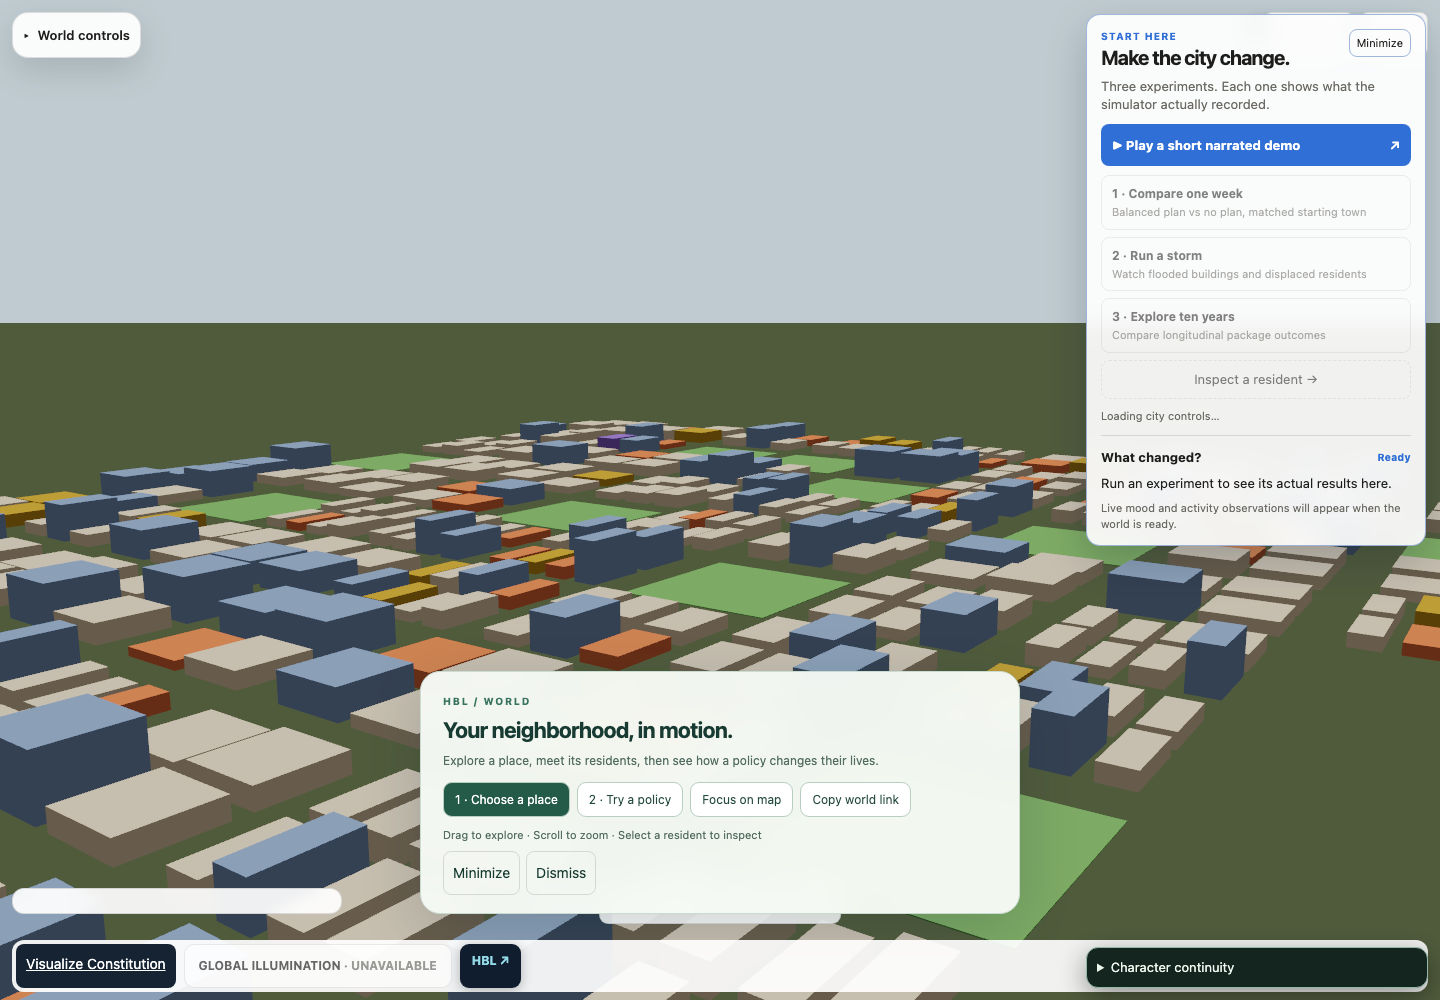 ▸ World controls
START HERE
Minimize
Make the city change.
Three experiments. Each one shows what the
simulator actually recorded.
▶ Play a short narrated demo ↗
1 · Compare one week
Balanced plan vs no plan, matched starting town
2 · Run a storm
Watch flooded buildings and displaced residents
3 · Explore ten years
Compare longitudinal package outcomes
Inspect a resident →
Loading city controls…
What changed? Ready
Run an experiment to see its actual results here.
Live mood and activity observations will appear when the
world is ready.
HBL / WORLD
Your neighborhood, in motion.
Explore a place, meet its residents, then see how a policy changes their lives.
1 · Choose a place
2 · Try a policy
Focus on map
Copy world link
Drag to explore · Scroll to zoom · Select a resident to inspect
Minimize
Dismiss
Visualize Constitution
GLOBAL ILLUMINATION · UNAVAILABLE
HBL ↗
▶ Character continuity